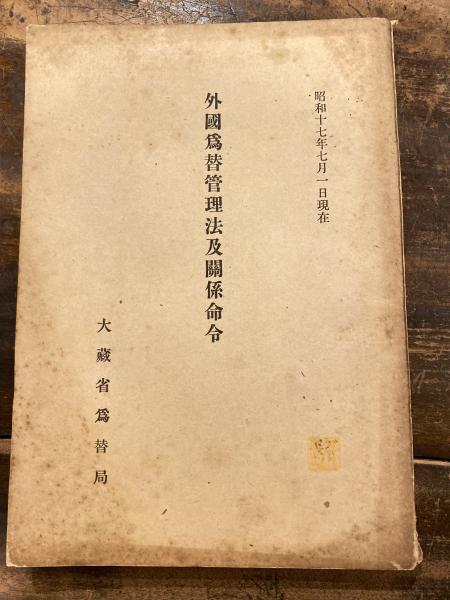 昭和十七年七月一日現在
外國爲替管理法及關係命令
大藏省爲替局